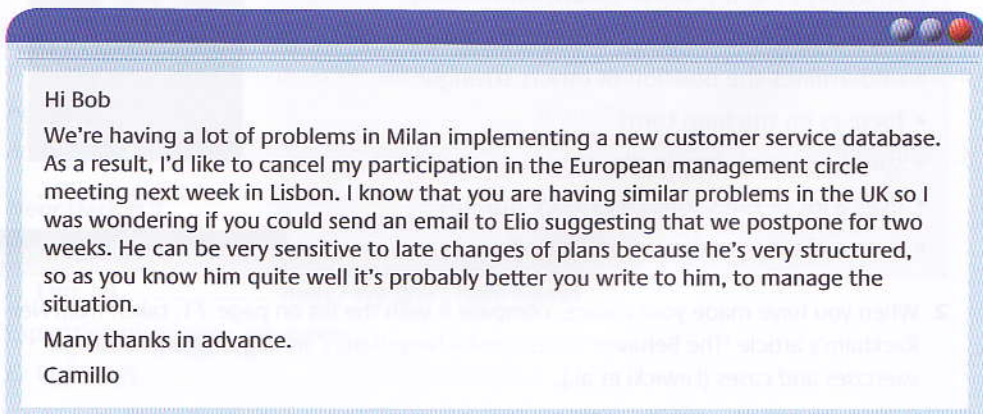 Hi Bob
We're having a lot of problems in Milan implementing a new customer service database.
As a result, I'd like to cancel my participation in the European management circle
meeting next week in Lisbon. I know that you are having similar problems in the UK so I
was wondering if you could send an email to Elio suggesting that we postpone for two
weeks. He can be very sensitive to late changes of plans because he's very structured,
so as you know him quite well it's probably better you write to him, to manage the
situation.
Many thanks in advance.
Camillo